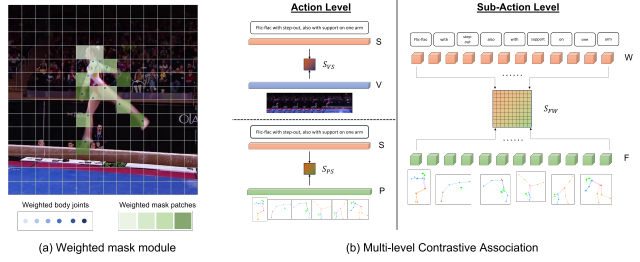 Action Level
Sub-Action Level
Flic-flac with step-out, also with support on one arm
S
S_VS
V
Flic-flac with step-out, also with support on one arm
S
S_PS
P
Flic-flac
with
step
out
also
with
support
on
one
arm
W
......
S_FW
......
F
Weighted body joints
Weighted mask patches
(a) Weighted mask module
(b) Multi-level Contrastive Association